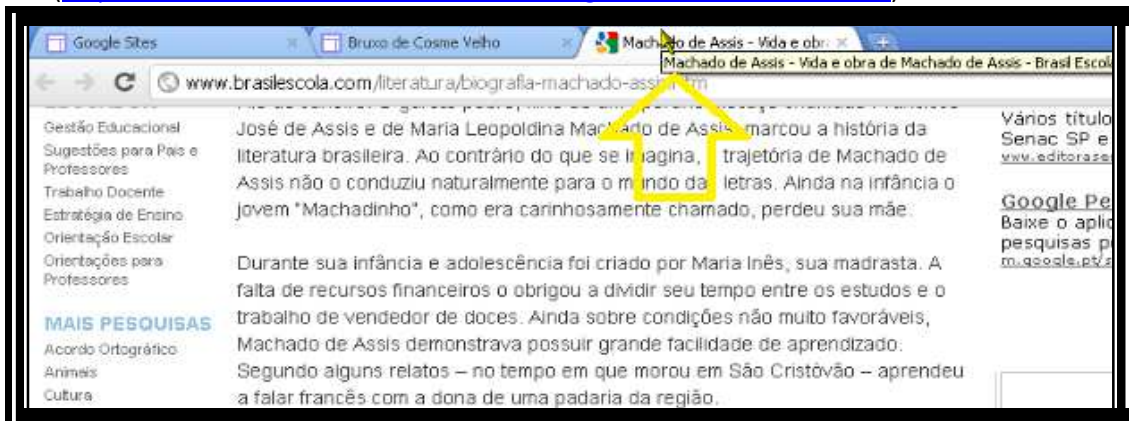 Google Sites
Bruxo de Cosme Velho
Machado de Assis - Vida e obr
Machado de Assis - Vida e obra de Machado de Assis - Brasil Escol
www.brasilescola.com/literatura/biografia-machado-assis.htm
José de Assis e de Maria Leopoldina Machado de Assis, marcou a história da
literatura brasileira. Ao contrário do que se imagina, trajetória de Machado de
Assis não o conduziu naturalmente para o mundo das letras. Ainda na infância o
jovem "Machadinho", como era carinhosamente chamado, perdeu sua mãe.
Durante sua infância e adolescência foi criado por Maria Inês, sua madrasta. A
falta de recursos financeiros o obrigou a dividir seu tempo entre os estudos e o
trabalho de vendedor de doces. Ainda sobre condições não muito favoráveis,
Machado de Assis demonstrava possuir grande facilidade de aprendizado.
Segundo alguns relatos – no tempo em que morou em São Cristóvão – aprendeu
a falar francês com a dona de uma padaria da região.
Gestão Educacional
Sugestões para Pais e
Professores
Trabalho Docente
Estratégia de Ensino
Orientação Escolar
Orientações para
Professores
MAIS PESQUISAS
Acordo Ortográfico
Animais
Cultura
Vários título
Senac SP e
www.editorase
Google Pe
Baixe o aplic
pesquisas p
m.google.pt/s